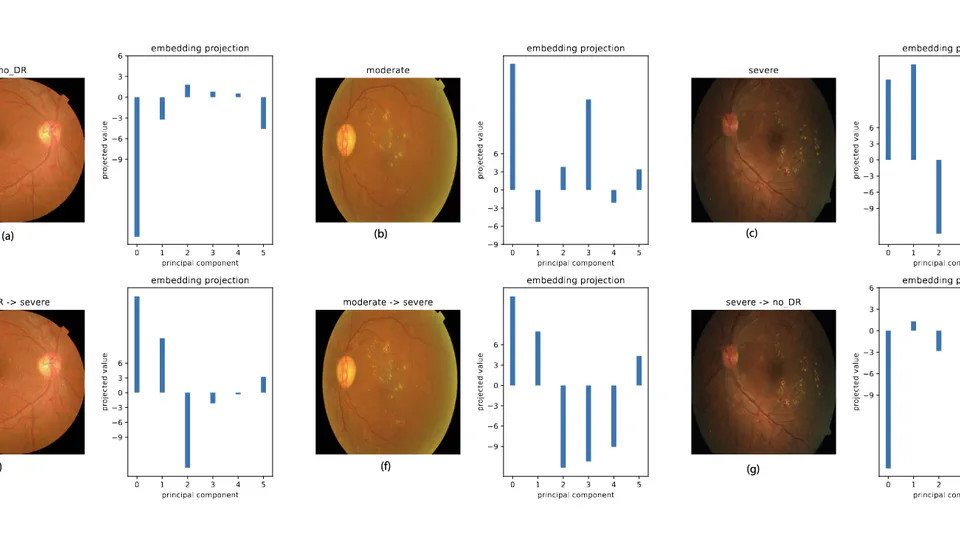 no_DR
embedding projection
6
3
0
−3
−6
−9
projected value
0 1 2 3 4 5
principal component
(a)
moderate
(b)
embedding projection
6
3
0
−3
−6
−9
projected value
0 1 2 3 4 5
principal component
severe
(c)
embedding p
6
3
0
−3
−6
−9
projected value
0 1 2
principal com
R -> severe
)
embedding projection
6
3
0
−3
−6
−9
projected value
0 1 2 3 4 5
principal component
moderate -> severe
(f)
embedding projection
6
3
0
−3
−6
−9
projected value
0 1 2 3 4 5
principal component
severe -> no_DR
(g)
embedding p
6
3
0
−3
−6
−9
projected value
0 1 2
principal com